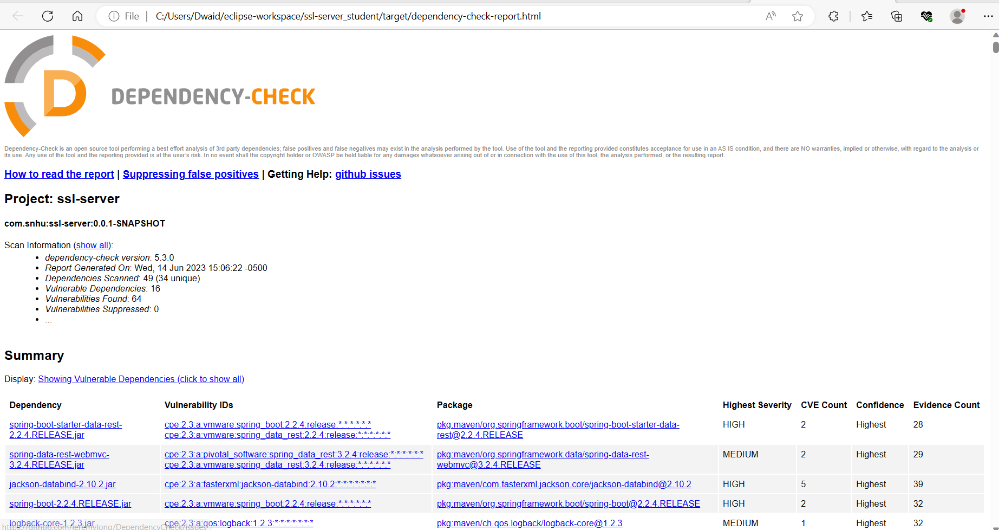 File | C:/Users/Dwaid/eclipse-workspace/ssl-server_student/target/dependency-check-report.html
DEPENDENCY-CHECK
Dependency-Check is an open source tool performing a best effort analysis of 3rd party dependencies; false positives and false negatives may exist in the analysis performed by the tool. Use of the tool and the reporting provided constitutes acceptance for use in an AS IS condition, and there are NO warranties, implied or otherwise, with regard to the analysis or
its use. Any use of the tool and the reporting provided is at the user's risk. In no event shall the copyright holder or OWASP be held liable for any damages whatsoever arising out of or in connection with the use of this tool, the analysis performed, or the resulting report.
How to read the report | Suppressing false positives | Getting Help: github issues
Project: ssl-server
com.snhu:ssl-server:0.0.1-SNAPSHOT
Scan Information (show all):
• dependency-check version: 5.3.0
• Report Generated On: Wed, 14 Jun 2023 15:06:22 -0500
• Dependencies Scanned: 49 (34 unique)
• Vulnerable Dependencies: 16
• Vulnerabilities Found: 64
• Vulnerabilities Suppressed: 0
• ...
Summary
Display: Showing Vulnerable Dependencies (click to show all)
Dependency Vulnerability IDs Package Highest Severity CVE Count Confidence Evidence Count
spring-boot-starter-data-rest- cpe:2.3:a:vmware:spring_boot:2.2.4:release:*:*:*:*:*:* pkg:maven/org.springframework.boot/spring-boot-starter-data- HIGH 2 Highest 28
2.2.4.RELEASE.jar cpe:2.3:a:vmware:spring_data_rest:2.2.4:release:*:*:*:*:*:* rest@2.2.4.RELEASE
spring-data-rest-webmvc- cpe:2.3:a:pivotal_software:spring_data_rest:3.2.4:release:*:*:*:*:*:* pkg:maven/org.springframework.data/spring-data-rest- MEDIUM 2 Highest 29
3.2.4.RELEASE.jar cpe:2.3:a:vmware:spring_data_rest:3.2.4:release:*:*:*:*:*:* webmvc@3.2.4.RELEASE
jackson-databind-2.10.2.jar cpe:2.3:a:fasterxml:jackson-databind:2.10.2:*:*:*:*:*:*:* pkg:maven/com.fasterxml.jackson.core/jackson-databind@2.10.2 HIGH 5 Highest 39
spring-boot-2.2.4.RELEASE.jar cpe:2.3:a:vmware:spring_boot:2.2.4:release:*:*:*:*:*:* pkg:maven/org.springframework.boot/spring-boot@2.2.4.RELEASE HIGH 2 Highest 32
logback-core-1.2.3.jar cpe:2.3:a:qos:logback:1.2.3:*:*:*:*:*:*:* pkg:maven/ch.qos.logback/logback-core@1.2.3 MEDIUM 1 Highest 32
https://github.com/jeremylong/DependencyCheck/issues